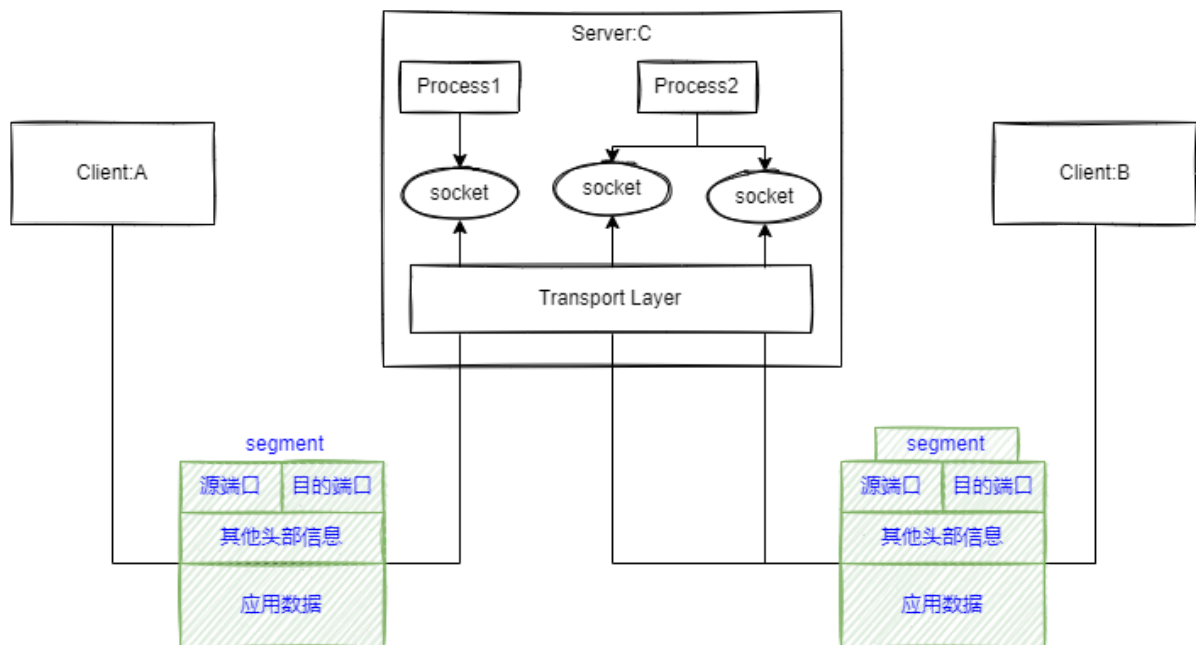 Server:C
Process1
Process2
Client:A
Client:B
socket
socket
socket
Transport Layer
segment
源端口
目的端口
其他头部信息
应用数据
segment
源端口
目的端口
其他头部信息
应用数据